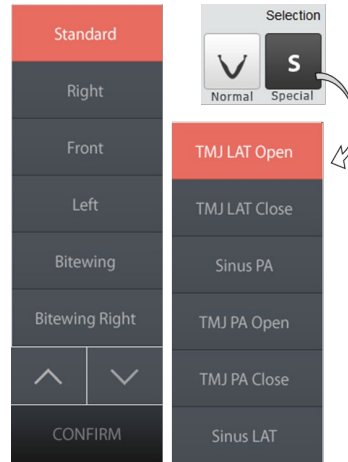 Standard
Right
Front
Left
Bitewing
Bitewing Right
CONFIRM
Selection
S
Normal Special
TMJ LAT Open
TMJ LAT Close
Sinus PA
TMJ PA Open
TMJ PA Close
Sinus LAT